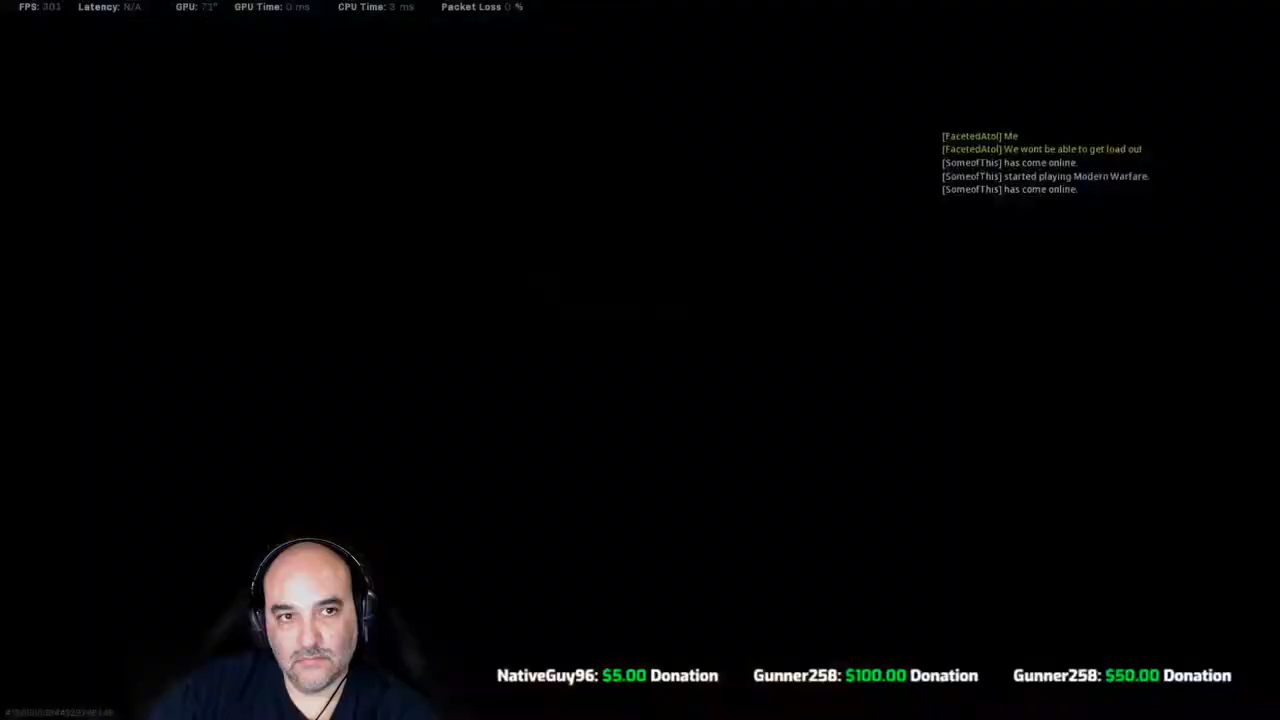 FPS: 301 Latency: N/A GPU: 71° GPU Time: 0 ms CPU Time: 3 ms Packet Loss 0 %
[FacetedAtol] Me
[FacetedAtol] We wont be able to get load out
[SomeofThis] has come online.
[SomeofThis] started playing Modern Warfare.
[SomeofThis] has come online.
NativeGuy96: $5.00 Donation Gunner258: $100.00 Donation Gunner258: $50.00 Donation